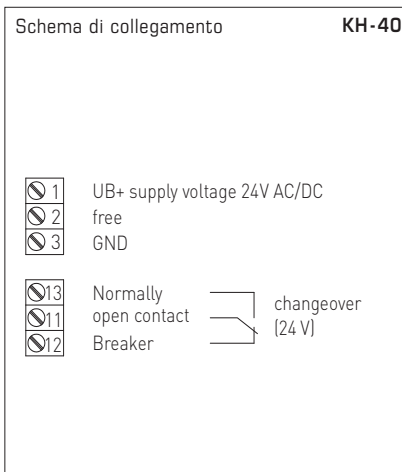 Schema di collegamento KH-40
1 UB+ supply voltage 24V AC/DC
2 free
3 GND
13 Normally
11 open contact
12 Breaker
changeover
(24 V)